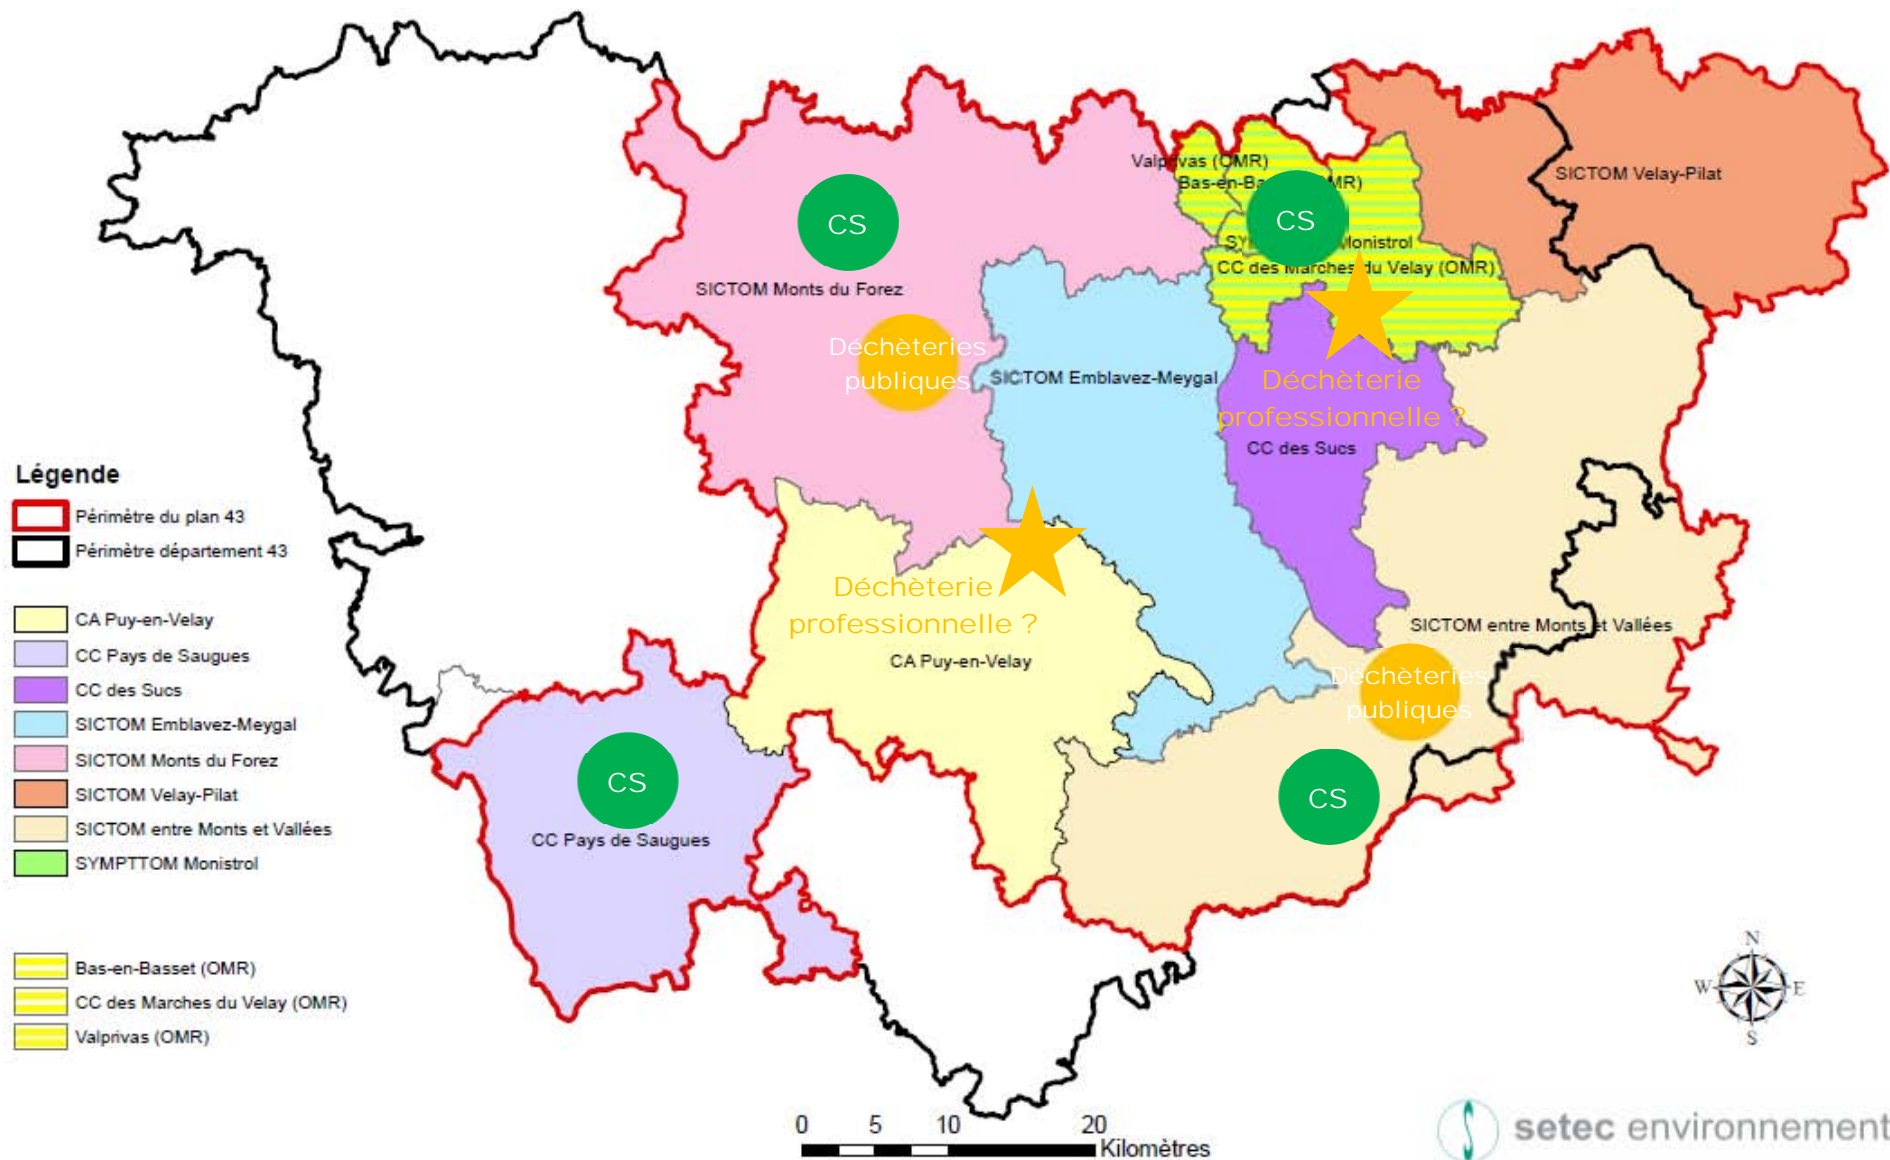 Valprivas (OMR)
SICTOM Velay-Pilat
Bas-en-Ba MR)
CS
CS
SY Monistrol
CC des Marches du Velay (OMR)
SICTOM Monts du Forez
Déchèteries
publiques
SICTOM Emblavez-Meygal
Déchèterie
professionnelle ?
CC des Sucs
Légende
Périmètre du plan 43
Périmètre département 43
CA Puy-en-Velay
CC Pays de Saugues
CC des Sucs
SICTOM Emblavez-Meygal
SICTOM Monts du Forez
SICTOM Velay-Pilat
SICTOM entre Monts et Vallées
SYMPTTOM Monistrol
Bas-en-Basset (OMR)
CC des Marches du Velay (OMR)
Valprivas (OMR)
Déchèterie
professionnelle ?
CA Puy-en-Velay
SICTOM entre Monts et Vallées
Déchèteries
publiques
CS
CS
CC Pays de Saugues
N
W E
S
0 5 10 20
Kilomètres
setec environnement